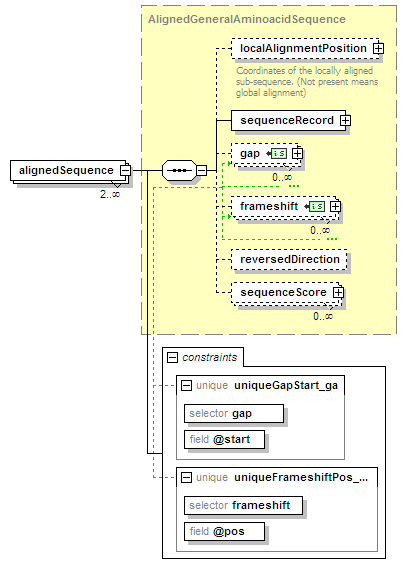 AlignedGeneralAminoacidSequence
localAlignmentPosition
Coordinates of the locally aligned
sub-sequence. (Not present means
global alignment)
sequenceRecord
gap
0..∞
alignedSequence
2..∞
frameshift
0..∞
reversedDirection
sequenceScore
0..∞
constraints
unique uniqueGapStart_ga
selector gap
field @start
unique uniqueFrameshiftPos_...
selector frameshift
field @pos